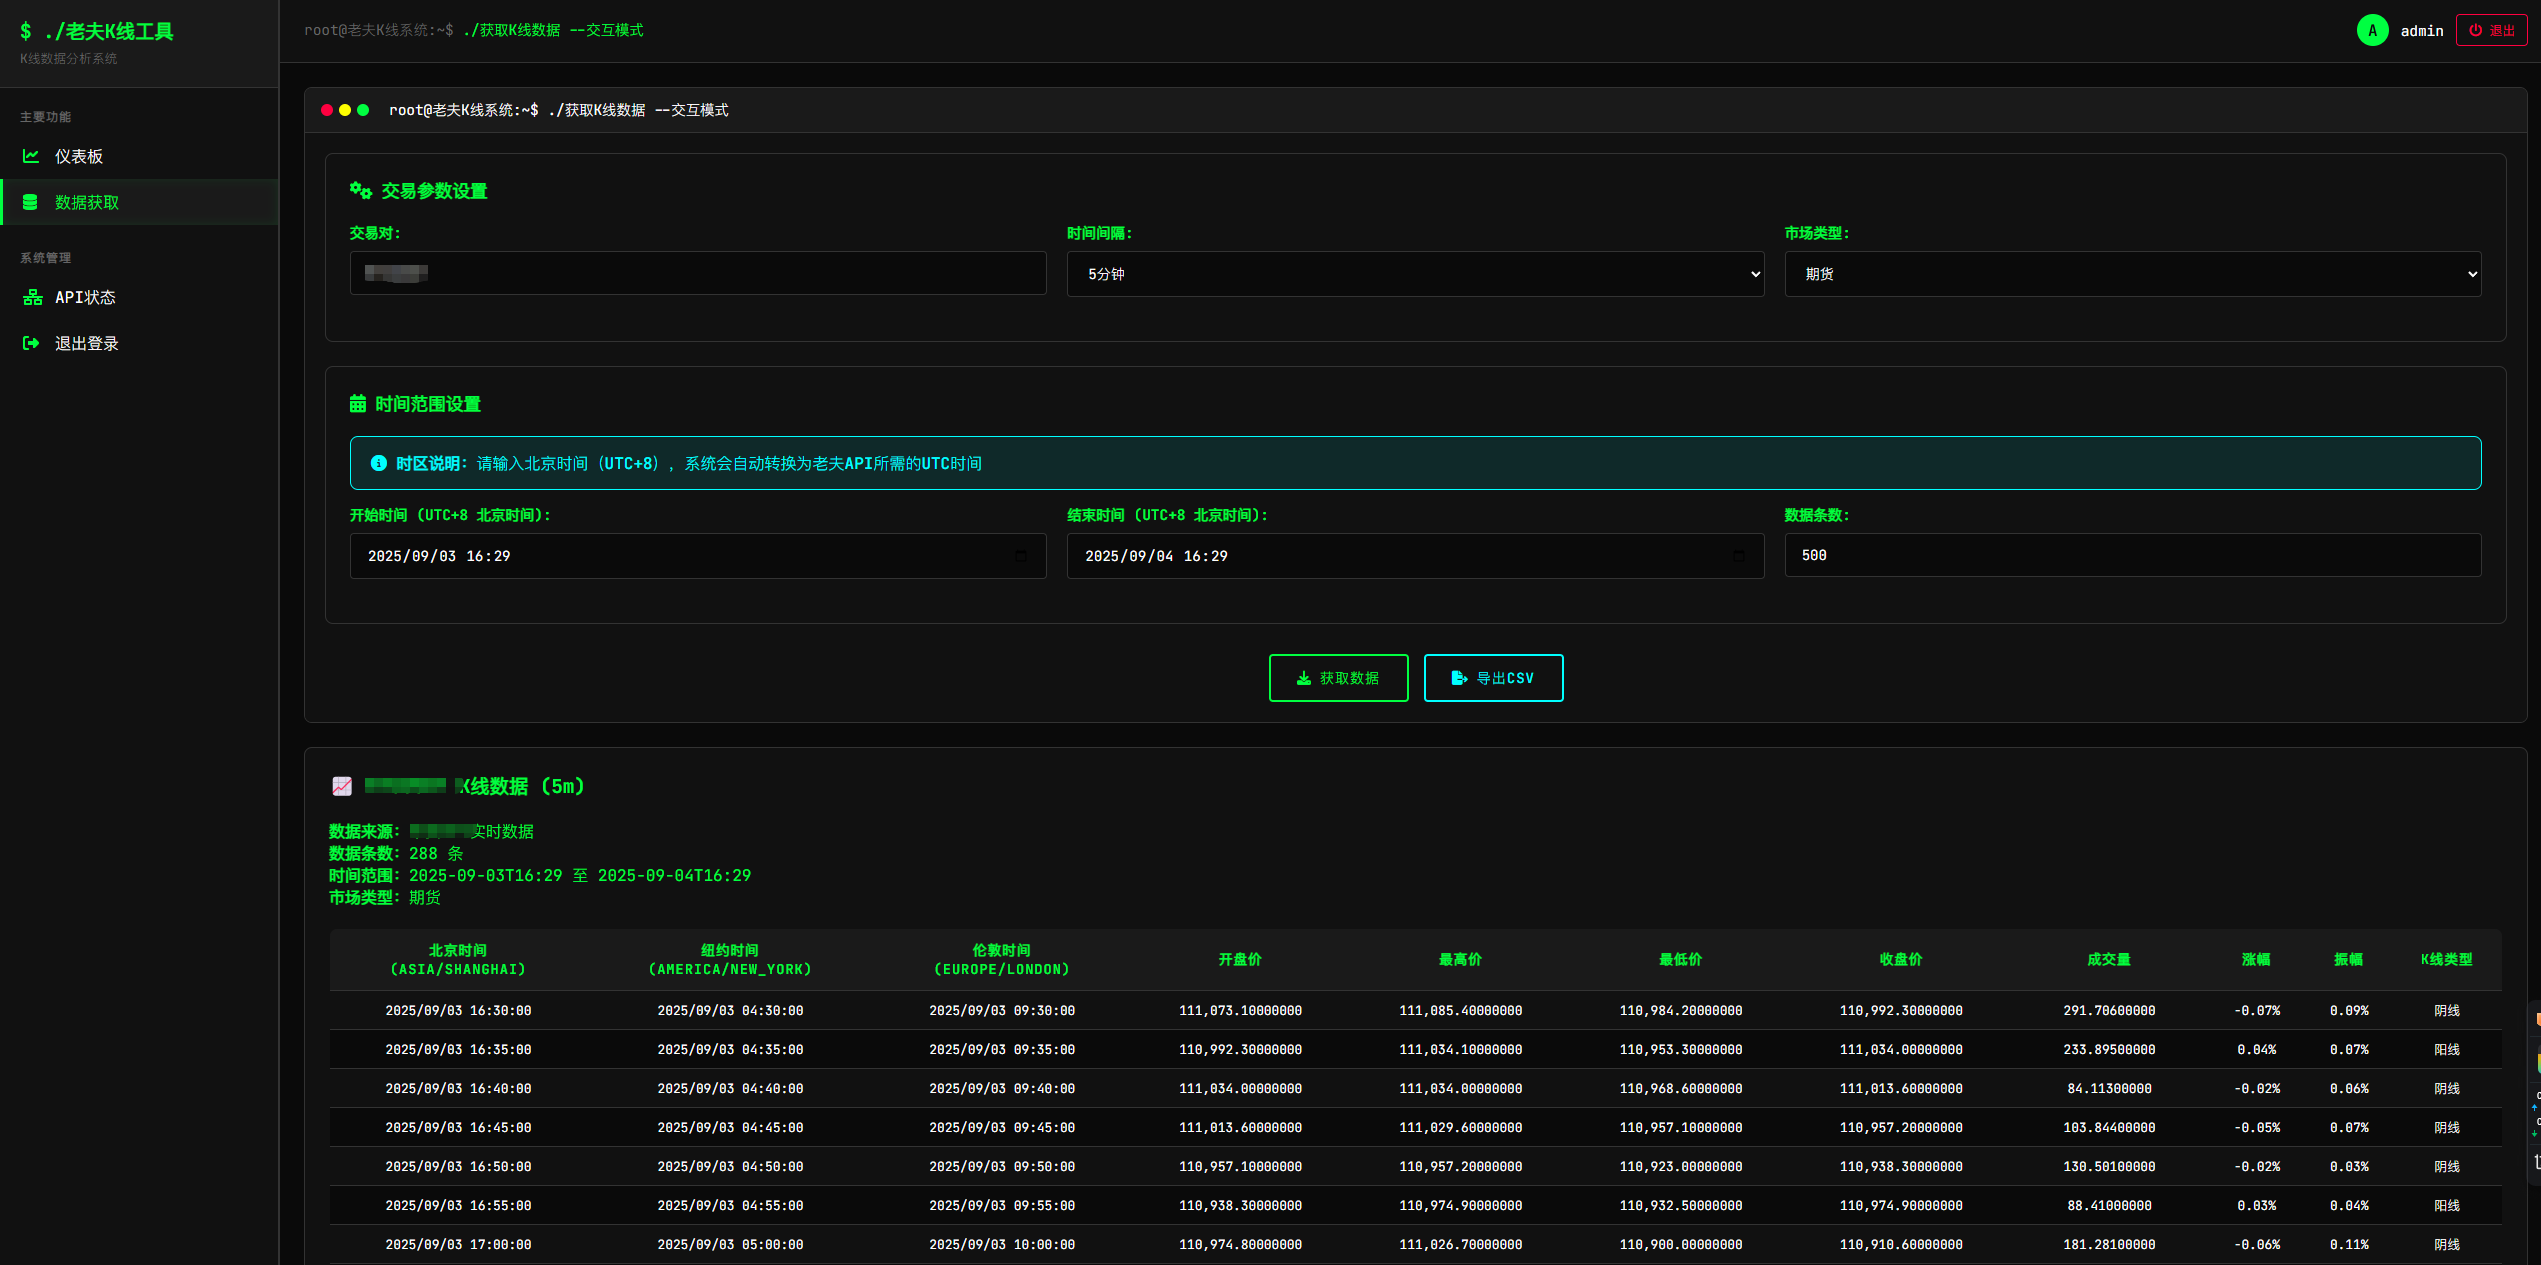 $ ./老夫K线工具
K线数据分析系统
主要功能
仪表板
数据获取
系统管理
API状态
退出登录
root@老夫K线系统:~$ ./获取K线数据 --交互模式
A admin 退出
root@老夫K线系统:~$ ./获取K线数据 --交互模式
交易参数设置
交易对: 时间间隔: 市场类型:
5分钟 期货
时间范围设置
时区说明: 请输入北京时间（UTC+8）, 系统会自动转换为老夫API所需的UTC时间
开始时间 (UTC+8 北京时间): 结束时间 (UTC+8 北京时间): 数据条数:
2025/09/03 16:29 2025/09/04 16:29 500
获取数据 导出CSV
K线数据 (5m)
数据来源: 实时数据
数据条数: 288 条
时间范围: 2025-09-03T16:29 至 2025-09-04T16:29
市场类型: 期货
北京时间 (ASIA/SHANGHAI) 纽约时间 (AMERICA/NEW_YORK) 伦敦时间 (EUROPE/LONDON) 开盘价 最高价 最低价 收盘价 成交量 涨幅 振幅 K线类型
2025/09/03 16:30:00 2025/09/03 04:30:00 2025/09/03 09:30:00 111,073.10000000 111,085.40000000 110,984.20000000 110,992.30000000 291.70600000 -0.07% 0.09% 阴线
2025/09/03 16:35:00 2025/09/03 04:35:00 2025/09/03 09:35:00 110,992.30000000 111,034.10000000 110,953.30000000 111,034.00000000 233.89500000 0.04% 0.07% 阳线
2025/09/03 16:40:00 2025/09/03 04:40:00 2025/09/03 09:40:00 111,034.00000000 111,034.00000000 110,968.60000000 111,013.60000000 84.11300000 -0.02% 0.06% 阴线
2025/09/03 16:45:00 2025/09/03 04:45:00 2025/09/03 09:45:00 111,013.60000000 111,029.60000000 110,957.10000000 110,957.20000000 103.84400000 -0.05% 0.07% 阴线
2025/09/03 16:50:00 2025/09/03 04:50:00 2025/09/03 09:50:00 110,957.10000000 110,957.20000000 110,923.00000000 110,938.30000000 130.50100000 -0.02% 0.03% 阴线
2025/09/03 16:55:00 2025/09/03 04:55:00 2025/09/03 09:55:00 110,938.30000000 110,974.90000000 110,932.50000000 110,974.90000000 88.41000000 0.03% 0.04% 阳线
2025/09/03 17:00:00 2025/09/03 05:00:00 2025/09/03 10:00:00 110,974.80000000 111,026.70000000 110,900.00000000 110,910.60000000 181.28100000 -0.06% 0.11% 阴线